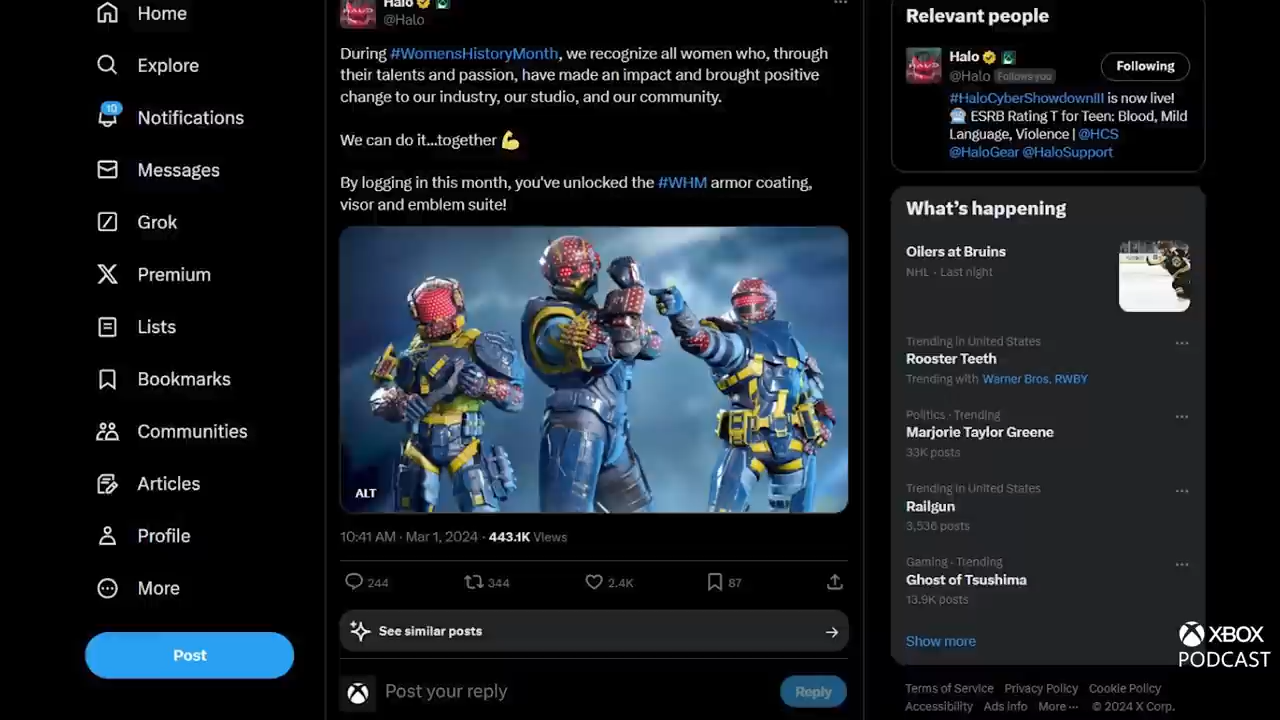 Home
Explore
10
Notifications
Messages
Grok
Premium
Lists
Bookmarks
Communities
Articles
Profile
More
Post
Halo
@Halo
During #WomensHistoryMonth, we recognize all women who, through
their talents and passion, have made an impact and brought positive
change to our industry, our studio, and our community.
We can do it...together 💪
By logging in this month, you've unlocked the #WHM armor coating,
visor and emblem suite!
ALT
10:41 AM · Mar 1, 2024 · 443.1K Views
244
344
2.4K
87
See similar posts
Post your reply
Reply
Relevant people
Halo
@Halo Follows you
Following
#HaloCyberShowdownIII is now live!
ESRB Rating T for Teen: Blood, Mild
Language, Violence | @HCS
@HaloGear @HaloSupport
What's happening
Oilers at Bruins
NHL · Last night
Trending in United States
Rooster Teeth
Trending with Warner Bros, RWBY
Politics · Trending
Marjorie Taylor Greene
33K posts
Trending in United States
Railgun
3,536 posts
Gaming · Trending
Ghost of Tsushima
13.9K posts
Show more
Terms of Service Privacy Policy Cookie Policy
Accessibility Ads info More ··· © 2024 X Corp.
XBOX
PODCAST